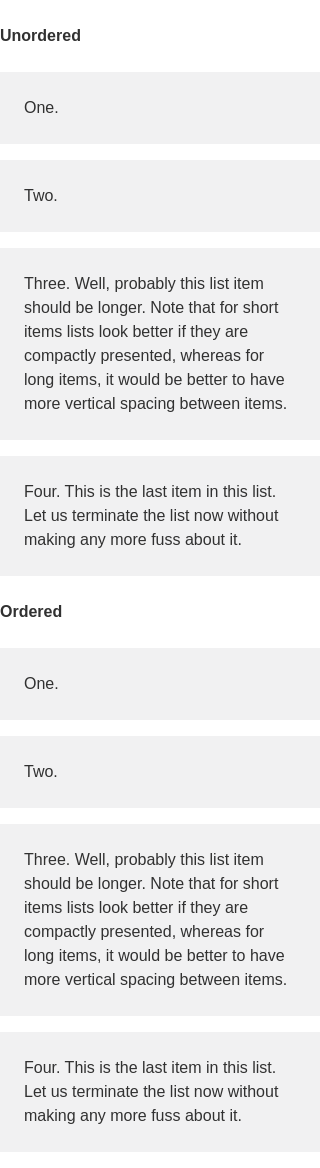 Unordered
One.
Two.
Three. Well, probably this list item
should be longer. Note that for short
items lists look better if they are
compactly presented, whereas for
long items, it would be better to have
more vertical spacing between items.
Four. This is the last item in this list.
Let us terminate the list now without
making any more fuss about it.
Ordered
One.
Two.
Three. Well, probably this list item
should be longer. Note that for short
items lists look better if they are
compactly presented, whereas for
long items, it would be better to have
more vertical spacing between items.
Four. This is the last item in this list.
Let us terminate the list now without
making any more fuss about it.